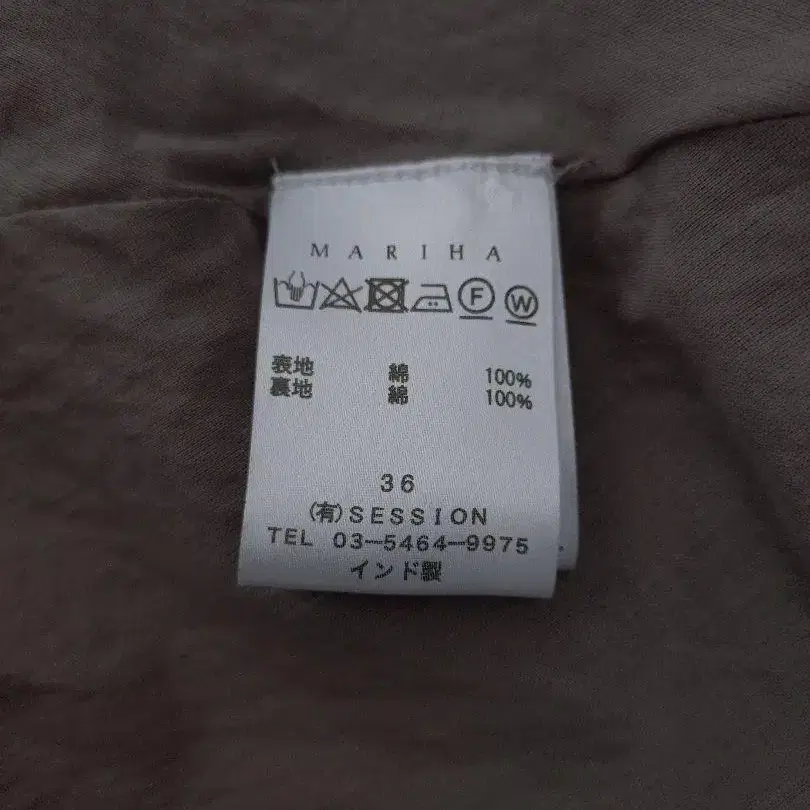 MARIHA
F W
表地 綿 100%
裏地 綿 100%
36
(有)SESSION
TEL 03-5464-9975
インド製